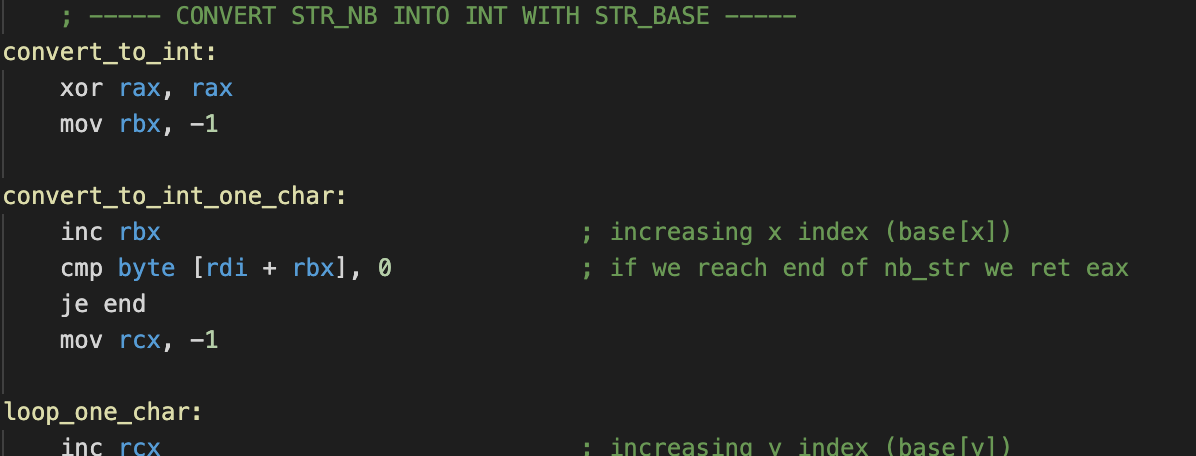 ; ––––– CONVERT STR_NB INTO INT WITH STR_BASE –––––
convert_to_int:
xor rax, rax
mov rbx, -1
convert_to_int_one_char:
inc rbx ; increasing x index (base[x])
cmp byte [rdi + rbx], 0 ; if we reach end of nb_str we ret eax
je end
mov rcx, -1
loop_one_char:
inc rcx ; increasing y index (base[y])